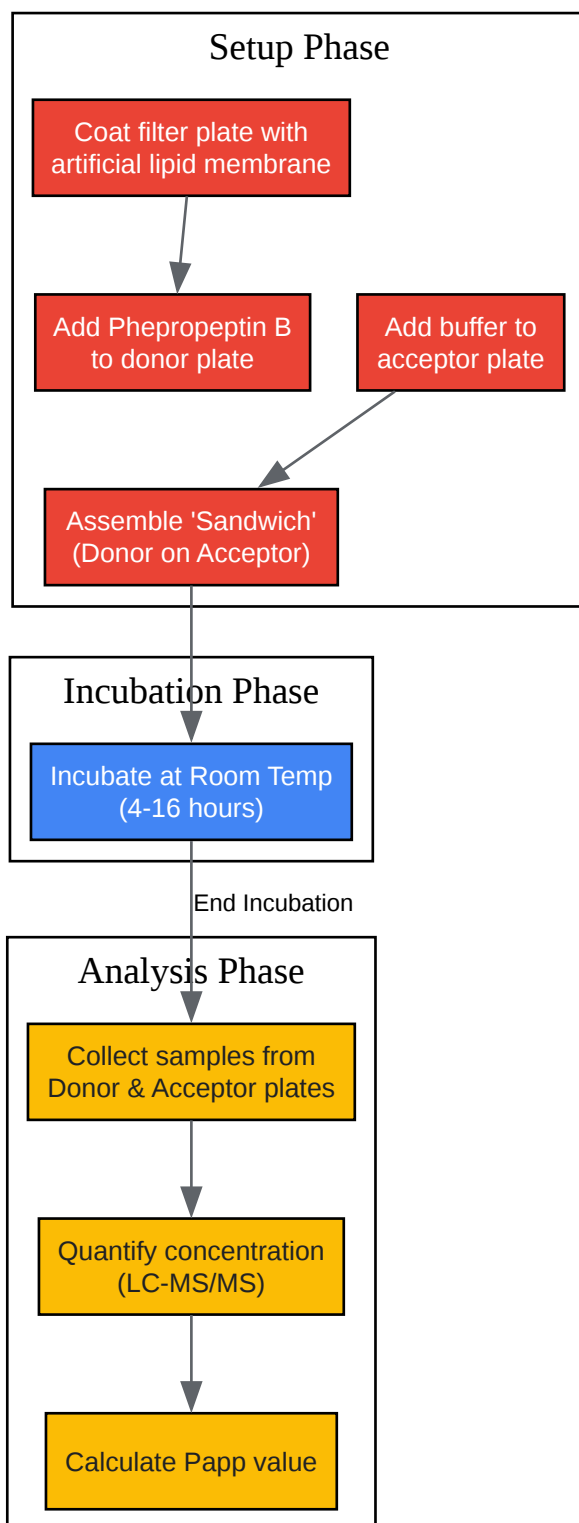 Setup Phase
Coat filter plate with
artificial lipid membrane
Add Phepropeptin B
to donor plate
Add buffer to
acceptor plate
Assemble 'Sandwich'
(Donor on Acceptor)
Incubation Phase
Incubate at Room Temp
(4-16 hours)
End Incubation
Analysis Phase
Collect samples from
Donor & Acceptor plates
Quantify concentration
(LC-MS/MS)
Calculate Papp value